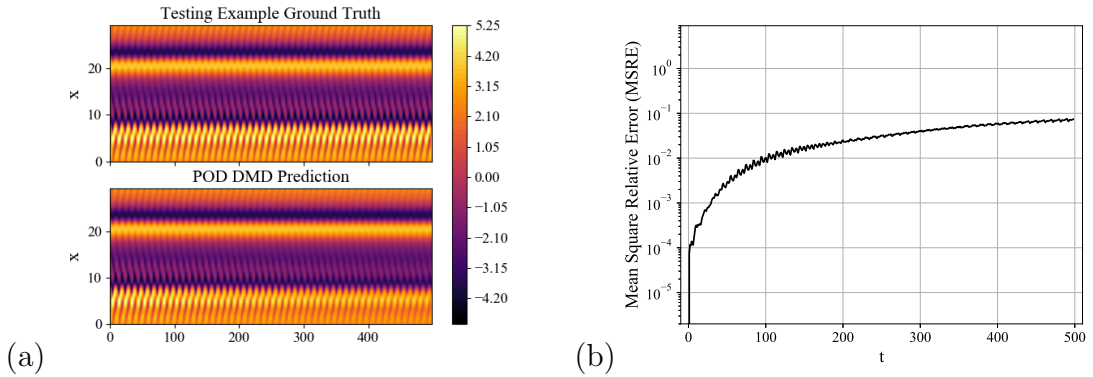 Testing Example Ground Truth
x
20
10
0
POD DMD Prediction
x
20
10
0
0 100 200 300 400
5.25
4.20
3.15
2.10
1.05
0.00
−1.05
−2.10
−3.15
−4.20
(a)
Mean Square Relative Error (MSRE)
10⁰
10⁻¹
10⁻²
10⁻³
10⁻⁴
10⁻⁵
0 100 200 300 400 500
t
(b)